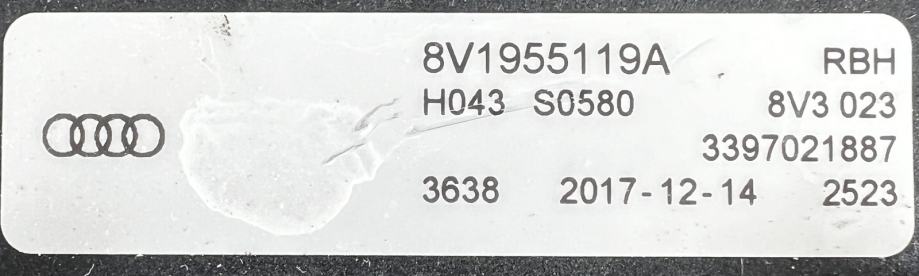 8V1955119A RBH
H043 S0580 8V3 023
3397021887
3638 2017-12-14 2523